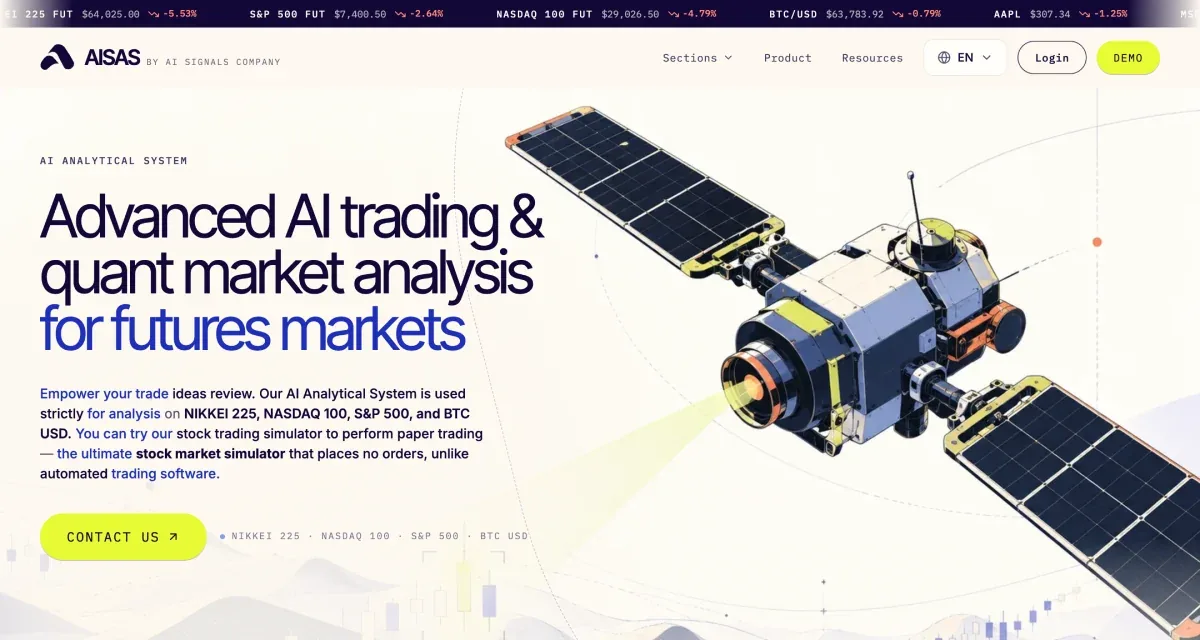 EI 225 FUT $64,025.00 -5.53% S&P 500 FUT $7,400.50 -2.64% NASDAQ 100 FUT $29,026.50 -4.79% BTC/USD $63,783.92 -0.79% AAPL $307.34 -1.25%
AISAS BY AI SIGNALS COMPANY Sections Product Resources EN Login DEMO
AI ANALYTICAL SYSTEM
Advanced AI trading &
quant market analysis
for futures markets
Empower your trade ideas review. Our AI Analytical System is used
strictly for analysis on NIKKEI 225, NASDAQ 100, S&P 500, and BTC
USD. You can try our stock trading simulator to perform paper trading
— the ultimate stock market simulator that places no orders, unlike
automated trading software.
CONTACT US NIKKEI 225 · NASDAQ 100 · S&P 500 · BTC USD